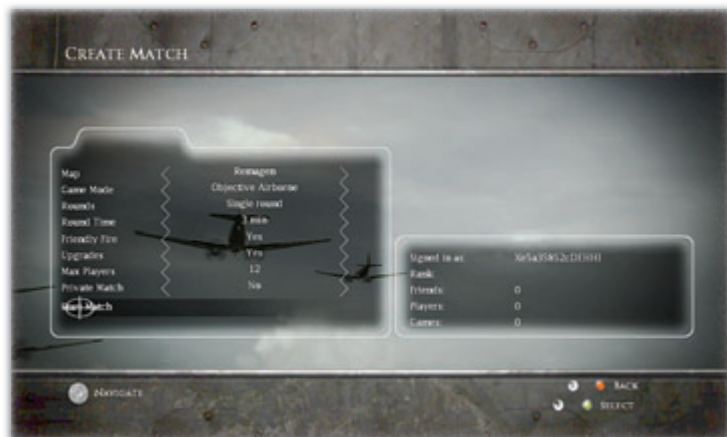 CREATE MATCH
Map Remagen
Game Mode Objective Airborne
Rounds Single round
Round Time 3 min
Friendly Fire Yes
Upgrades Yes
Max Players 12
Private Match No
Start Match
Signed in as:
Rank:
Friends: 0
Players: 0
Games: 0
NAVIGATE
BACK
SELECT